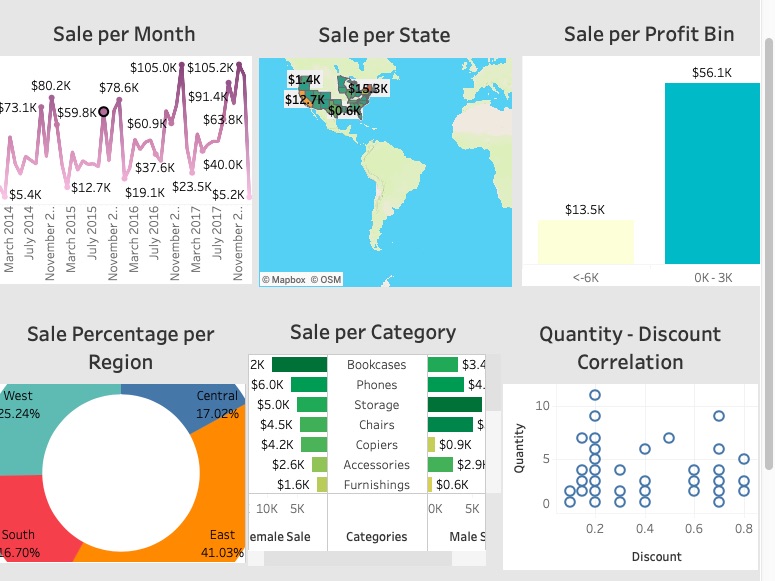 Sale per Month
$105.0K
$105.2K
$80.2K
$78.6K
$91.4K
$73.1K
$59.8K
$60.9K
$63.8K
$37.6K
$40.0K
$12.7K
$19.1K
$23.5K
$5.4K
$5.2K
March 2014
July 2014
November 2..
March 2015
July 2015
November 2..
March 2016
July 2016
November 2..
March 2017
July 2017
November 2..
Sale per State
$1.4K
$15.3K
$12.7K
$0.6K
© Mapbox © OSM
Sale per Profit Bin
$56.1K
$13.5K
<-6K
0K - 3K
Sale Percentage per
Region
West
25.24%
Central
17.02%
South
16.70%
East
41.03%
Sale per Category
2K Bookcases $3.4
$6.0K Phones $4.
$5.0K Storage
$4.5K Chairs $
$4.2K Copiers $0.9K
$2.6K Accessories $2.9K
$1.6K Furnishings $0.6K
10K 5K 0K 5K
emale Sale Categories Male S
Quantity - Discount
Correlation
Quantity
10
5
0
0.2 0.4 0.6 0.8
Discount